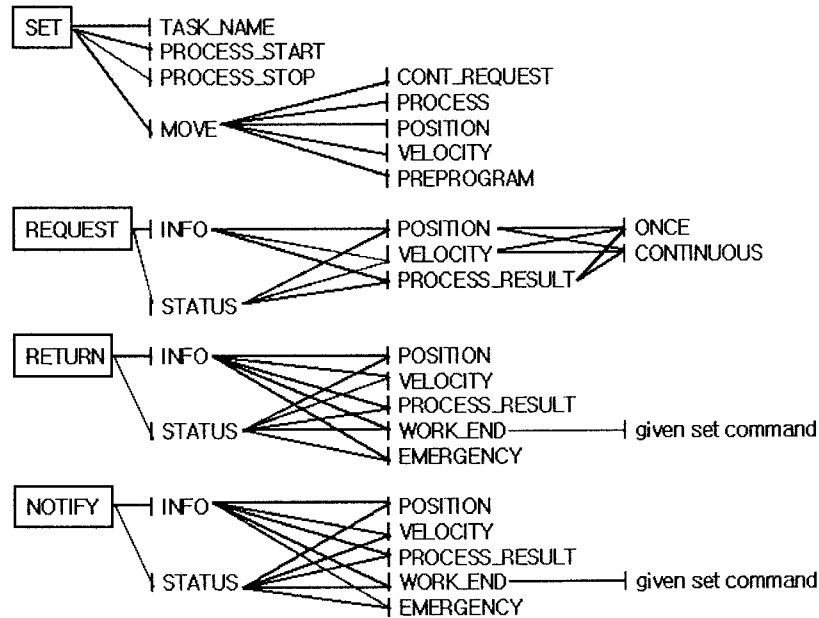 SET
TASK_NAME
PROCESS_START
PROCESS_STOP
MOVE
CONT_REQUEST
PROCESS
POSITION
VELOCITY
PREPROGRAM
REQUEST
INFO
STATUS
POSITION
VELOCITY
PROCESS_RESULT
ONCE
CONTINUOUS
RETURN
INFO
STATUS
POSITION
VELOCITY
PROCESS_RESULT
WORK_END
given set command
EMERGENCY
NOTIFY
INFO
STATUS
POSITION
VELOCITY
PROCESS_RESULT
WORK_END
given set command
EMERGENCY